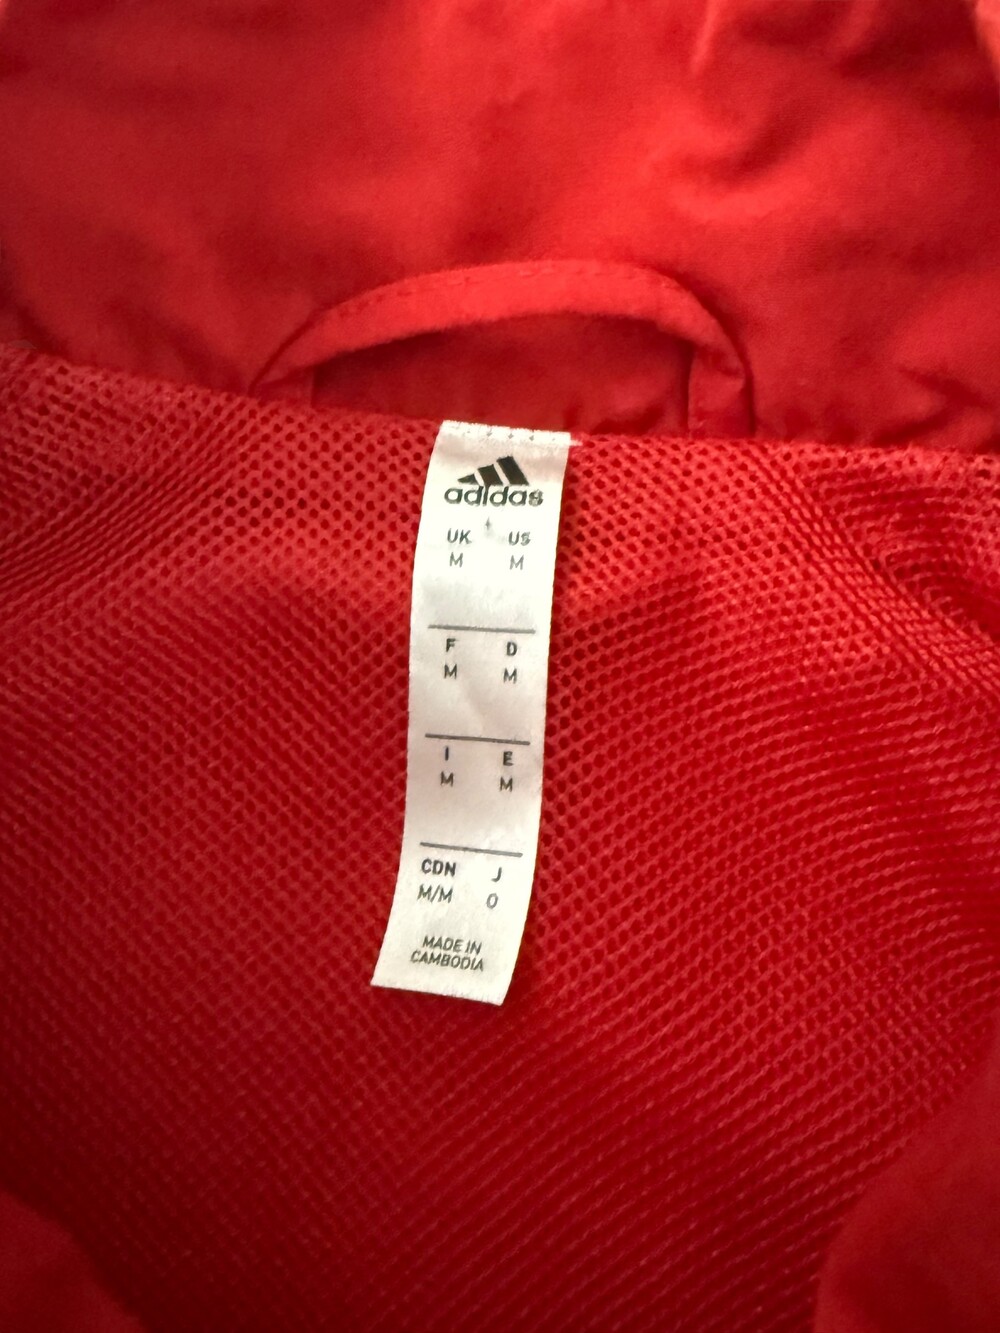 adidas
UK US
M M
F D
M M
I E
M M
CDN J
M/M O
MADE IN
CAMBODIA